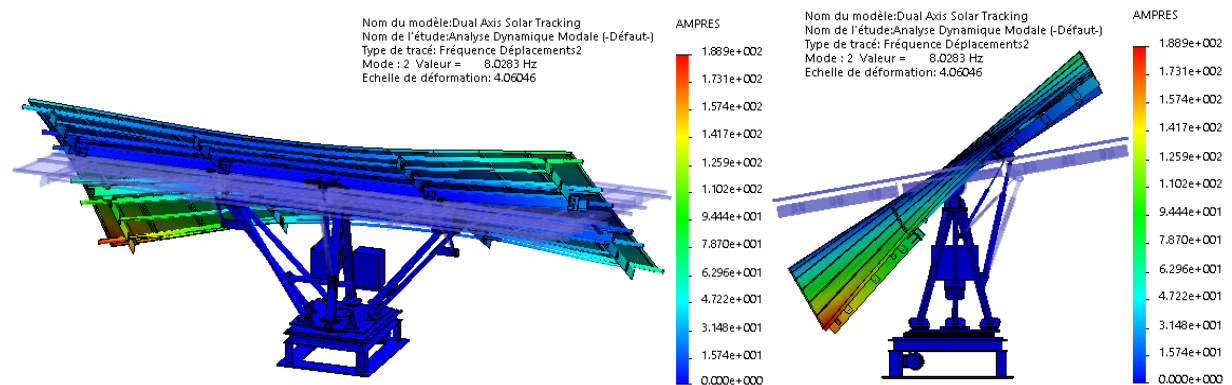 Nom du modèle:Dual Axis Solar Tracking
Nom de l'étude:Analyse Dynamique Modale (-Défaut-)
Type de tracé: Fréquence Déplacements2
Mode : 2 Valeur = 8.0283 Hz
Echelle de déformation: 4.06046
AMPRES
1.889e+002
1.731e+002
1.574e+002
1.417e+002
1.259e+002
1.102e+002
9.444e+001
7.870e+001
6.296e+001
4.722e+001
3.148e+001
1.574e+001
0.000e+000
Nom du modèle:Dual Axis Solar Tracking
Nom de l'étude:Analyse Dynamique Modale (-Défaut-)
Type de tracé: Fréquence Déplacements2
Mode : 2 Valeur = 8.0283 Hz
Echelle de déformation: 4.06046
AMPRES
1.889e+002
1.731e+002
1.574e+002
1.417e+002
1.259e+002
1.102e+002
9.444e+001
7.870e+001
6.296e+001
4.722e+001
3.148e+001
1.574e+001
0.000e+000